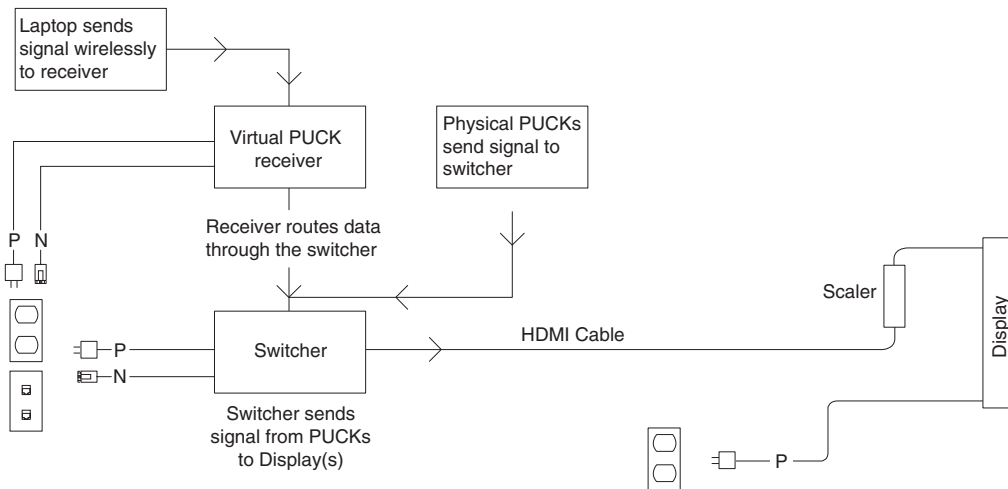 Laptop sends
signal wirelessly
to receiver
Virtual PUCK
receiver
Physical PUCKs
send signal to
switcher
Receiver routes data
through the switcher
P
N
Scaler
HDMI Cable
Display
Switcher
P
N
Switcher sends
signal from PUCKs
to Display(s)
P